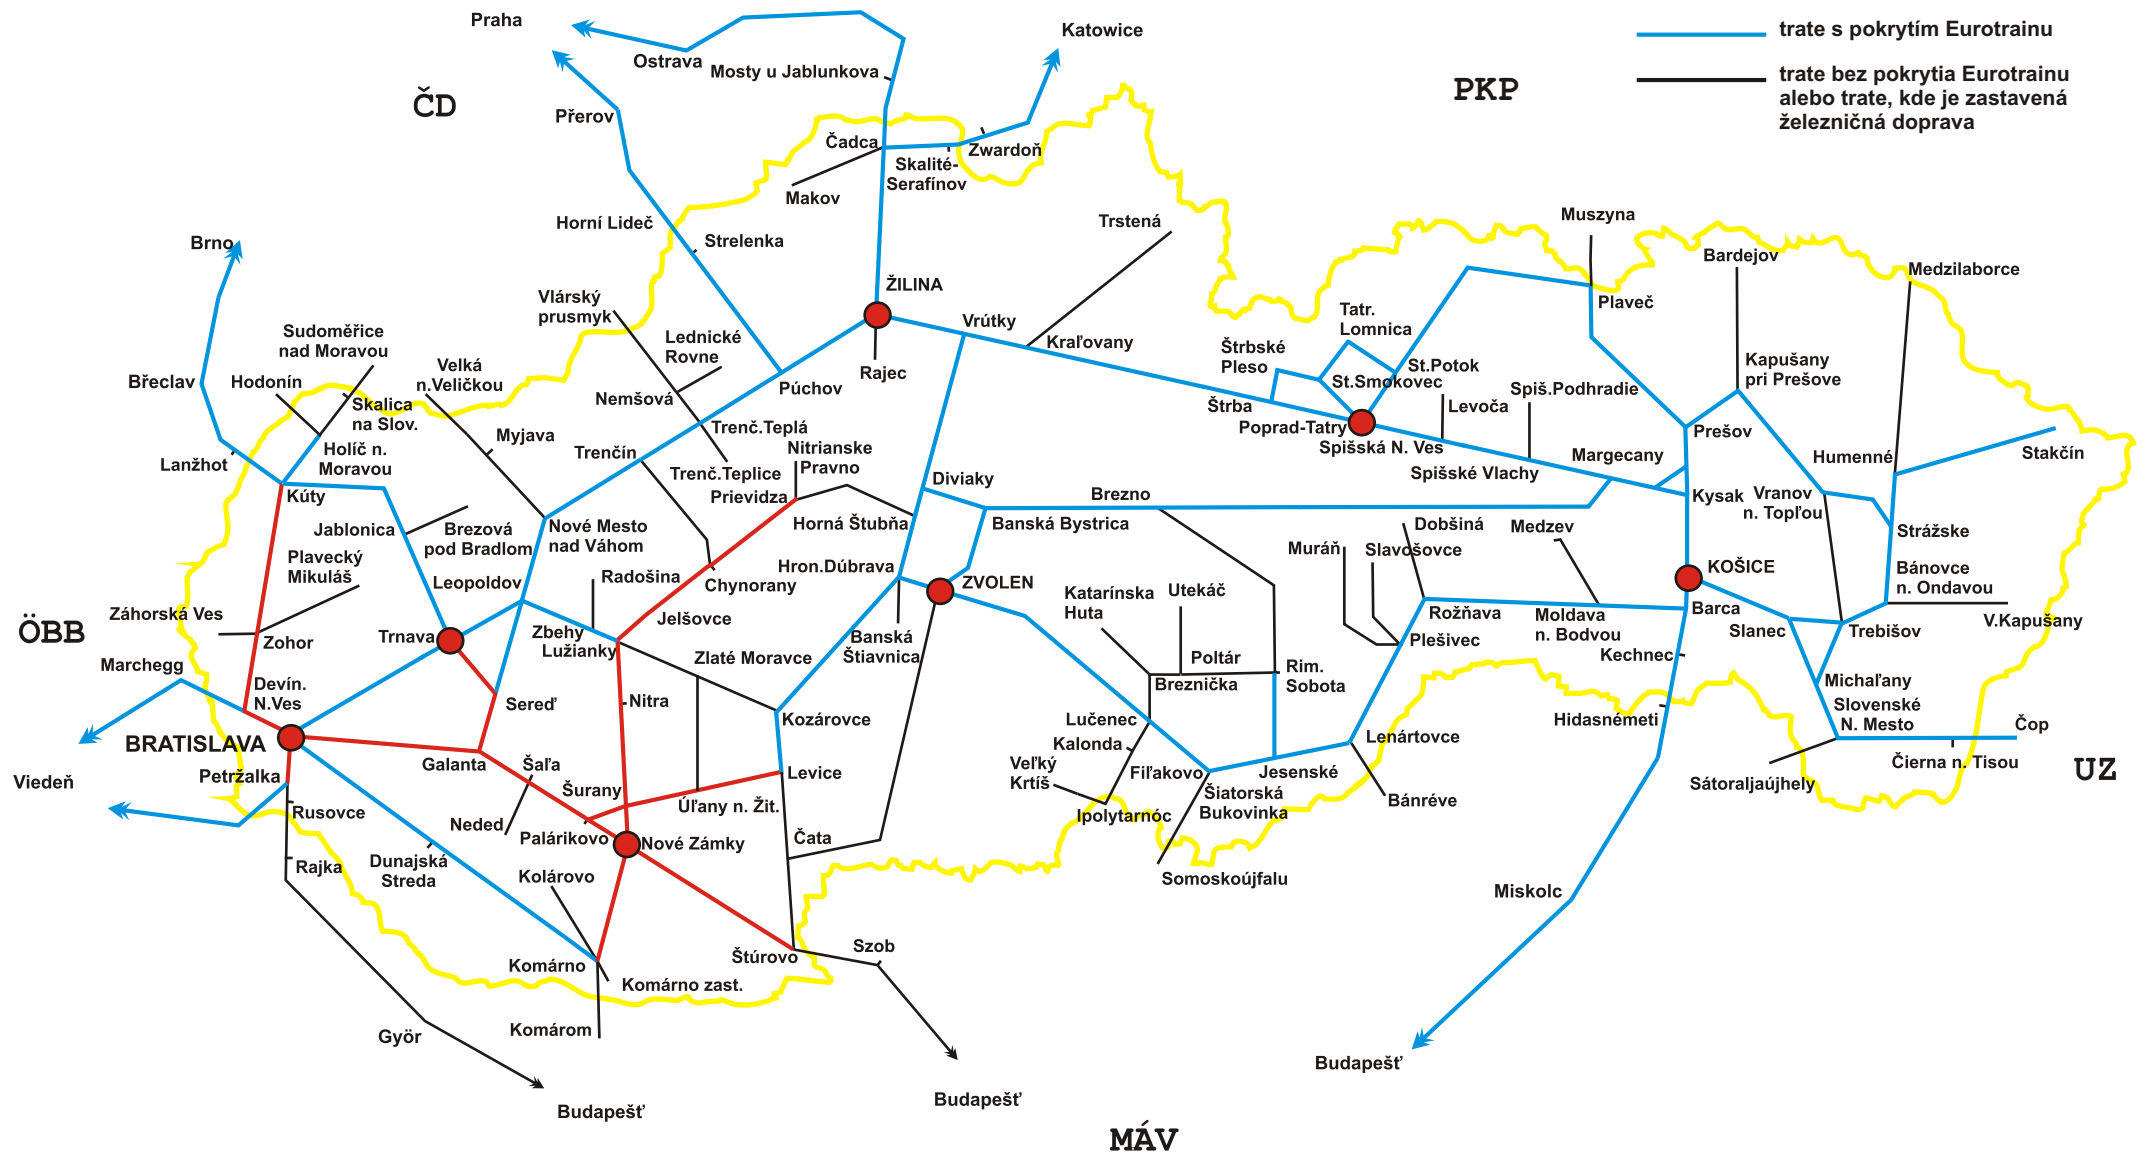 Praha
Katowice
trate s pokrytím Eurotrainu
Ostrava
Mosty u Jablunkova
trate bez pokrytia Eurotrainu
alebo trate, kde je zastavená
železničná doprava
PKP
ČD
Přerov
Čadca
Zwardoň
Skalité-
Serafínov
Makov
Horní Lideč
Strelenka
Trstená
Muszyna
Brno
Bardejov
Medzilaborce
ŽILINA
Vlárský
prusmyk
Plaveč
Tatr.
Lomnica
Sudoměřice
nad Moravou
Lednické
Rovne
Vrútky
Kraľovany
Štrbské
Pleso
Kapušany
pri Prešove
Břeclav
Hodonín
Velká
n.Veličkou
Rajec
Púchov
St.Potok
St.Smokovec
Spiš.Podhradie
Skalica
na Slov.
Nemšová
Štrba
Levoča
Poprad-Tatry
Trenč.Teplá
Prešov
Myjava
Holíč n.
Moravou
Trenčín
Nitrianske
Pravno
Spišská N. Ves
Margecany
Humenné
Stakčín
Lanžhot
Trenč.Teplice
Spišské Vlachy
Kúty
Prievidza
Diviaky
Brezno
Kysak
Vranov
n. Topľou
Jablonica
Brezová
pod Bradlom
Nové Mesto
nad Váhom
Horná Štubňa
Banská Bystrica
Dobšiná
Medzev
Strážske
Plavecký
Mikuláš
Muráň
Slavošovce
Leopoldov
Radošina
Chynorany
Hron.Dúbrava
ZVOLEN
KOŠICE
Bánovce
n. Ondavou
Katarínska
Huta
Utekáč
Záhorská Ves
ÖBB
Zohor
Trnava
Zbehy
Lužianky
Jelšovce
Banská
Štiavnica
Rožňava
Moldava
n. Bodvou
Barca
Slanec
Trebišov
V.Kapušany
Plešivec
Marchegg
Zlaté Moravce
Poltár
Breznička
Rim.
Sobota
Kechnec
Michaľany
Devín.
N.Ves
Sereď
Nitra
Kozárovce
Lučenec
Hidasnémeti
Slovenské
N. Mesto
Čop
BRATISLAVA
Kalonda
Lenártovce
Galanta
Šaľa
Levice
Fiľakovo
Jesenské
Čierna n. Tisou
UZ
Petržalka
Viedeň
Veľký
Krtíš
Sátoraljaújhely
Šurany
Úľany n. Žit.
Šiatorská
Bukovinka
Bánréve
Rusovce
Neded
Ipolytarnóc
Palárikovo
Nové Zámky
Čata
Rajka
Dunajská
Streda
Kolárovo
Somoskoújfalu
Miskolc
Komárno
Štúrovo
Szob
Komárno zast.
Györ
Komárom
Budapešť
Budapešť
Budapešť
MÁV